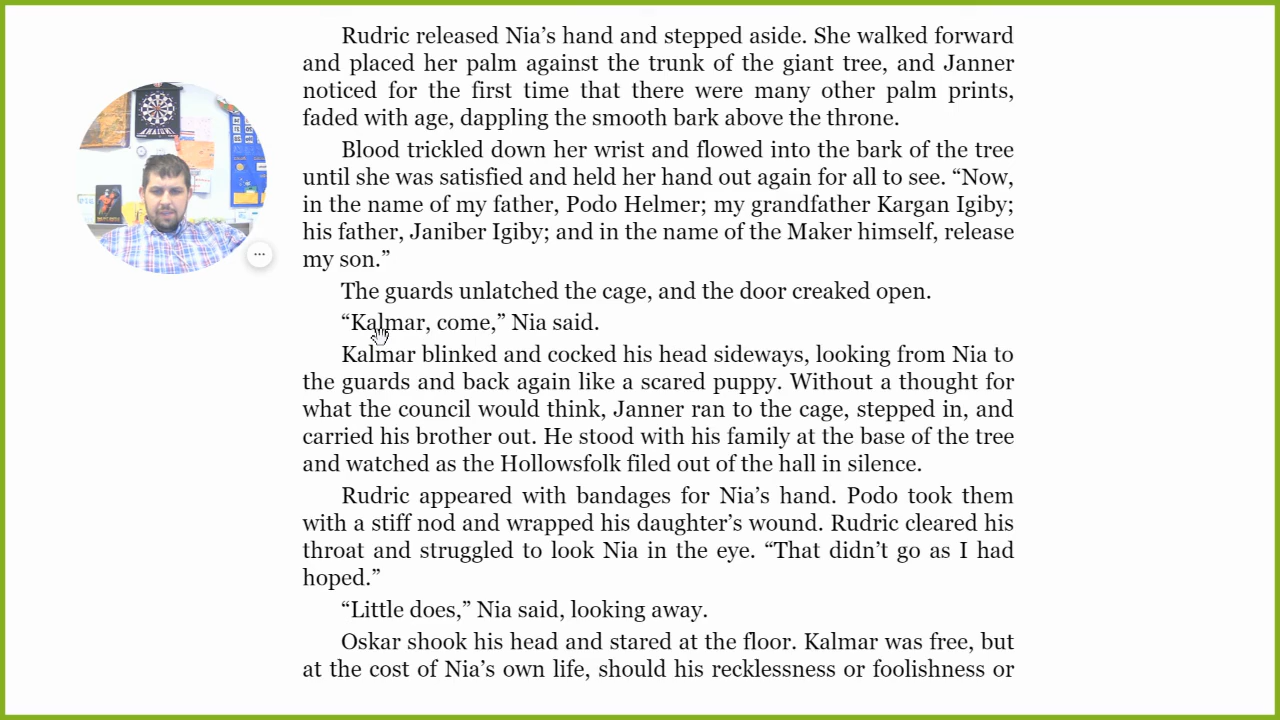 Rudric released Nia’s hand and stepped aside. She walked forward
and placed her palm against the trunk of the giant tree, and Janner
noticed for the first time that there were many other palm prints,
faded with age, dappling the smooth bark above the throne.
Blood trickled down her wrist and flowed into the bark of the tree
until she was satisfied and held her hand out again for all to see. “Now,
in the name of my father, Podo Helmer; my grandfather Kargan Igiby;
his father, Janiber Igiby; and in the name of the Maker himself, release
my son.”
The guards unlatched the cage, and the door creaked open.
“Kalmar, come,” Nia said.
Kalmar blinked and cocked his head sideways, looking from Nia to
the guards and back again like a scared puppy. Without a thought for
what the council would think, Janner ran to the cage, stepped in, and
carried his brother out. He stood with his family at the base of the tree
and watched as the Hollowsfolk filed out of the hall in silence.
Rudric appeared with bandages for Nia’s hand. Podo took them
with a stiff nod and wrapped his daughter’s wound. Rudric cleared his
throat and struggled to look Nia in the eye. “That didn’t go as I had
hoped.”
“Little does,” Nia said, looking away.
Oskar shook his head and stared at the floor. Kalmar was free, but
at the cost of Nia’s own life, should his recklessness or foolishness or